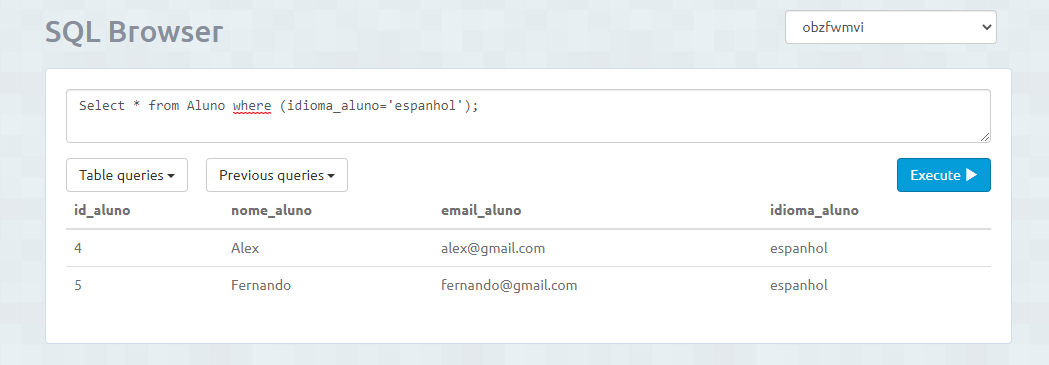 SQL Browser
obzfwmvi
Select * from Aluno where (idioma_aluno='espanhol');
Table queries
Previous queries
Execute
id_aluno nome_aluno email_aluno idioma_aluno
4 Alex alex@gmail.com espanhol
5 Fernando fernando@gmail.com espanhol